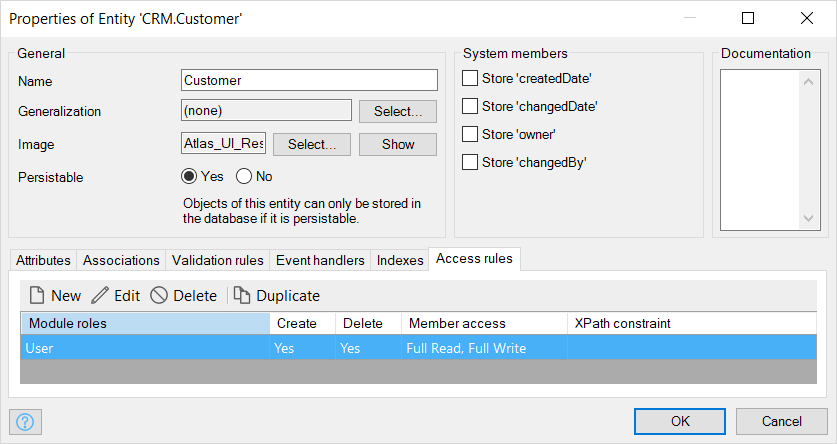 Properties of Entity 'CRM.Customer'
General
Name
Customer
Generalization
(none)
Select...
Image
Atlas_UI_Res
Select...
Show
Persistable
Yes
No
Objects of this entity can only be stored in
the database if it is persistable.
System members
Store 'createdDate'
Store 'changedDate'
Store 'owner'
Store 'changedBy'
Documentation
Attributes
Associations
Validation rules
Event handlers
Indexes
Access rules
New
Edit
Delete
Duplicate
Module roles Create Delete Member access XPath constraint
User Yes Yes Full Read, Full Write
?
OK
Cancel